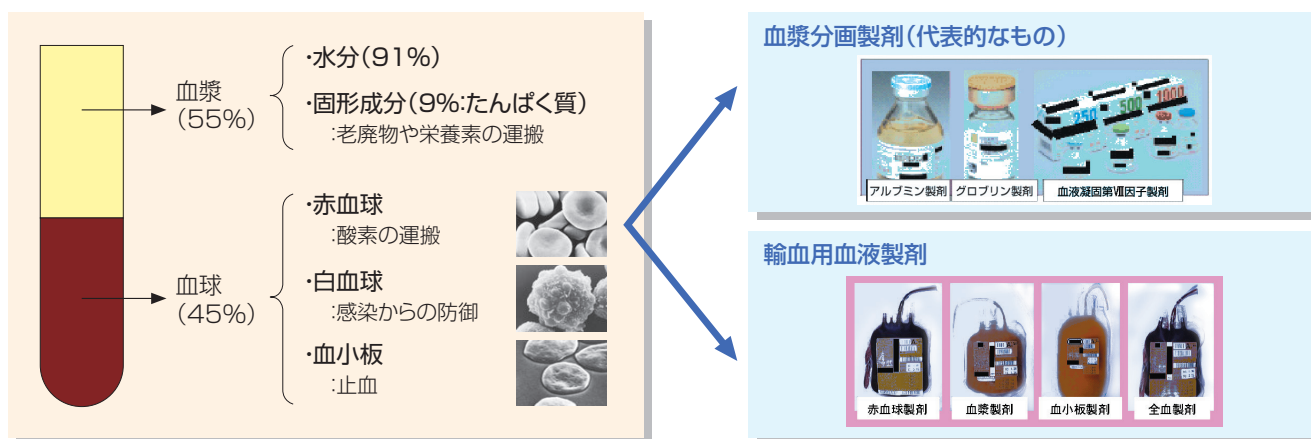 血漿
(55%)
・水分(91%)
・固形成分(9%:たんぱく質)
:老廃物や栄養素の運搬
血球
(45%)
・赤血球
:酸素の運搬
・白血球
:感染からの防御
・血小板
:止血
血漿分画製剤(代表的なもの)
250
500
1000
アルブミン製剤
グロブリン製剤
血液凝固第Ⅷ因子製剤
輸血用血液製剤
赤血球製剤
血漿製剤
血小板製剤
全血製剤